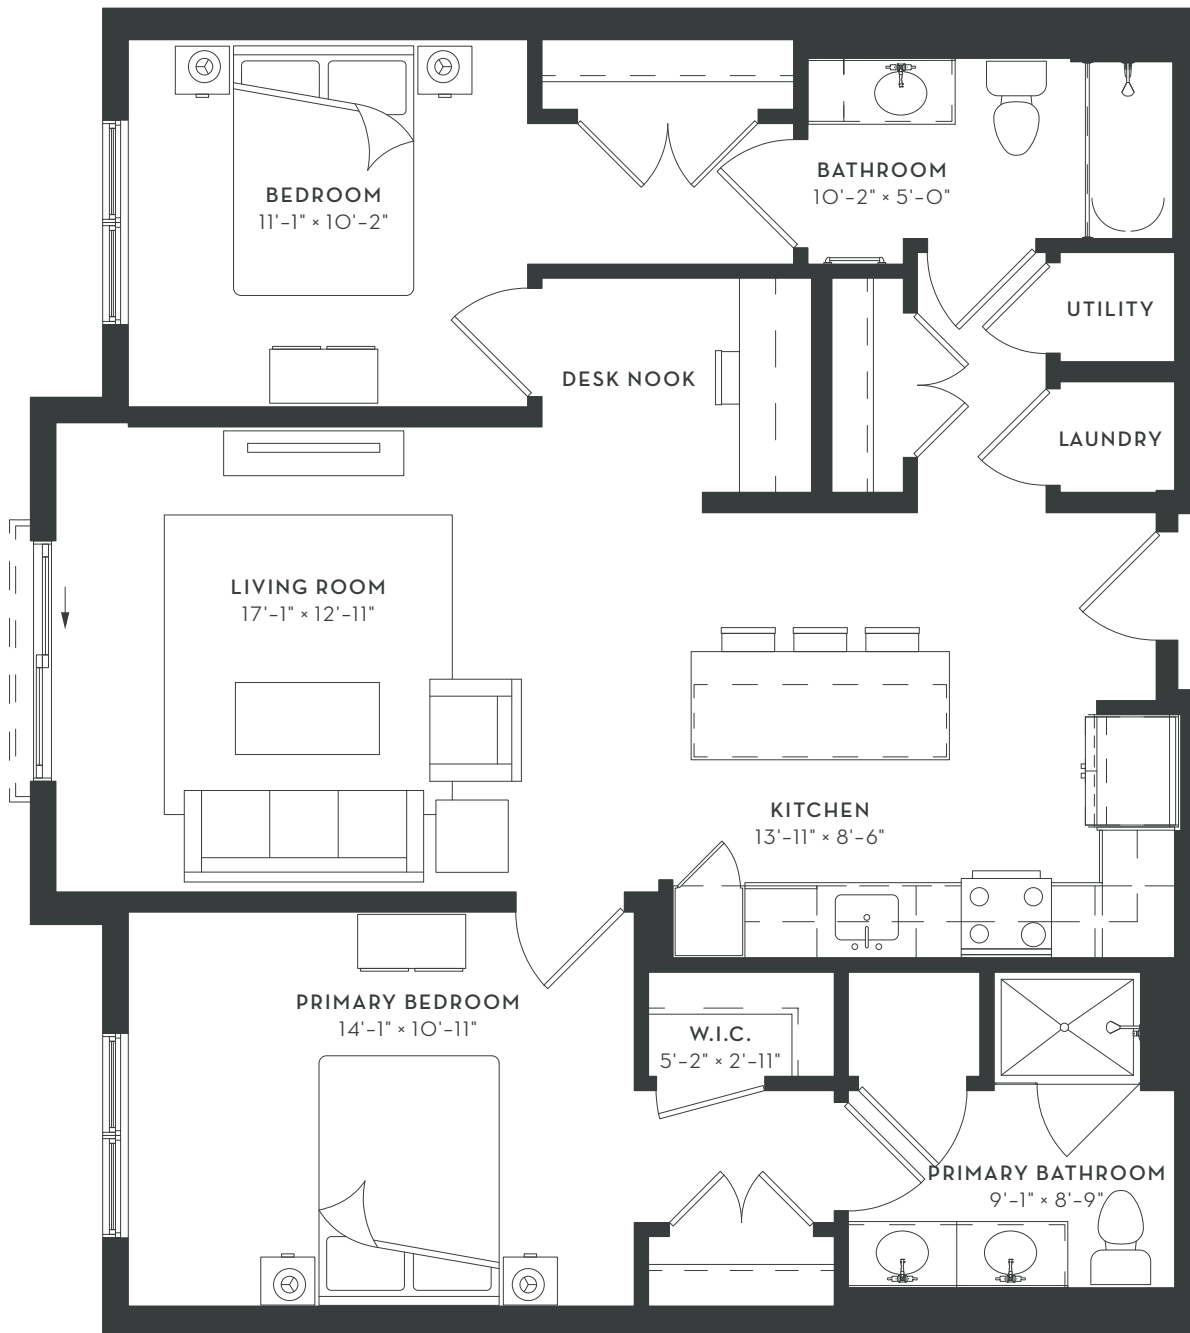 BEDROOM
11'-1" × 10'-2"
BATHROOM
10'-2" × 5'-0"
UTILITY
DESK NOOK
LAUNDRY
LIVING ROOM
17'-1" × 12'-11"
KITCHEN
13'-11" × 8'-6"
PRIMARY BEDROOM
14'-1" × 10'-11"
W.I.C.
5'-2" × 2'-11"
PRIMARY BATHROOM
9'-1" × 8'-9"